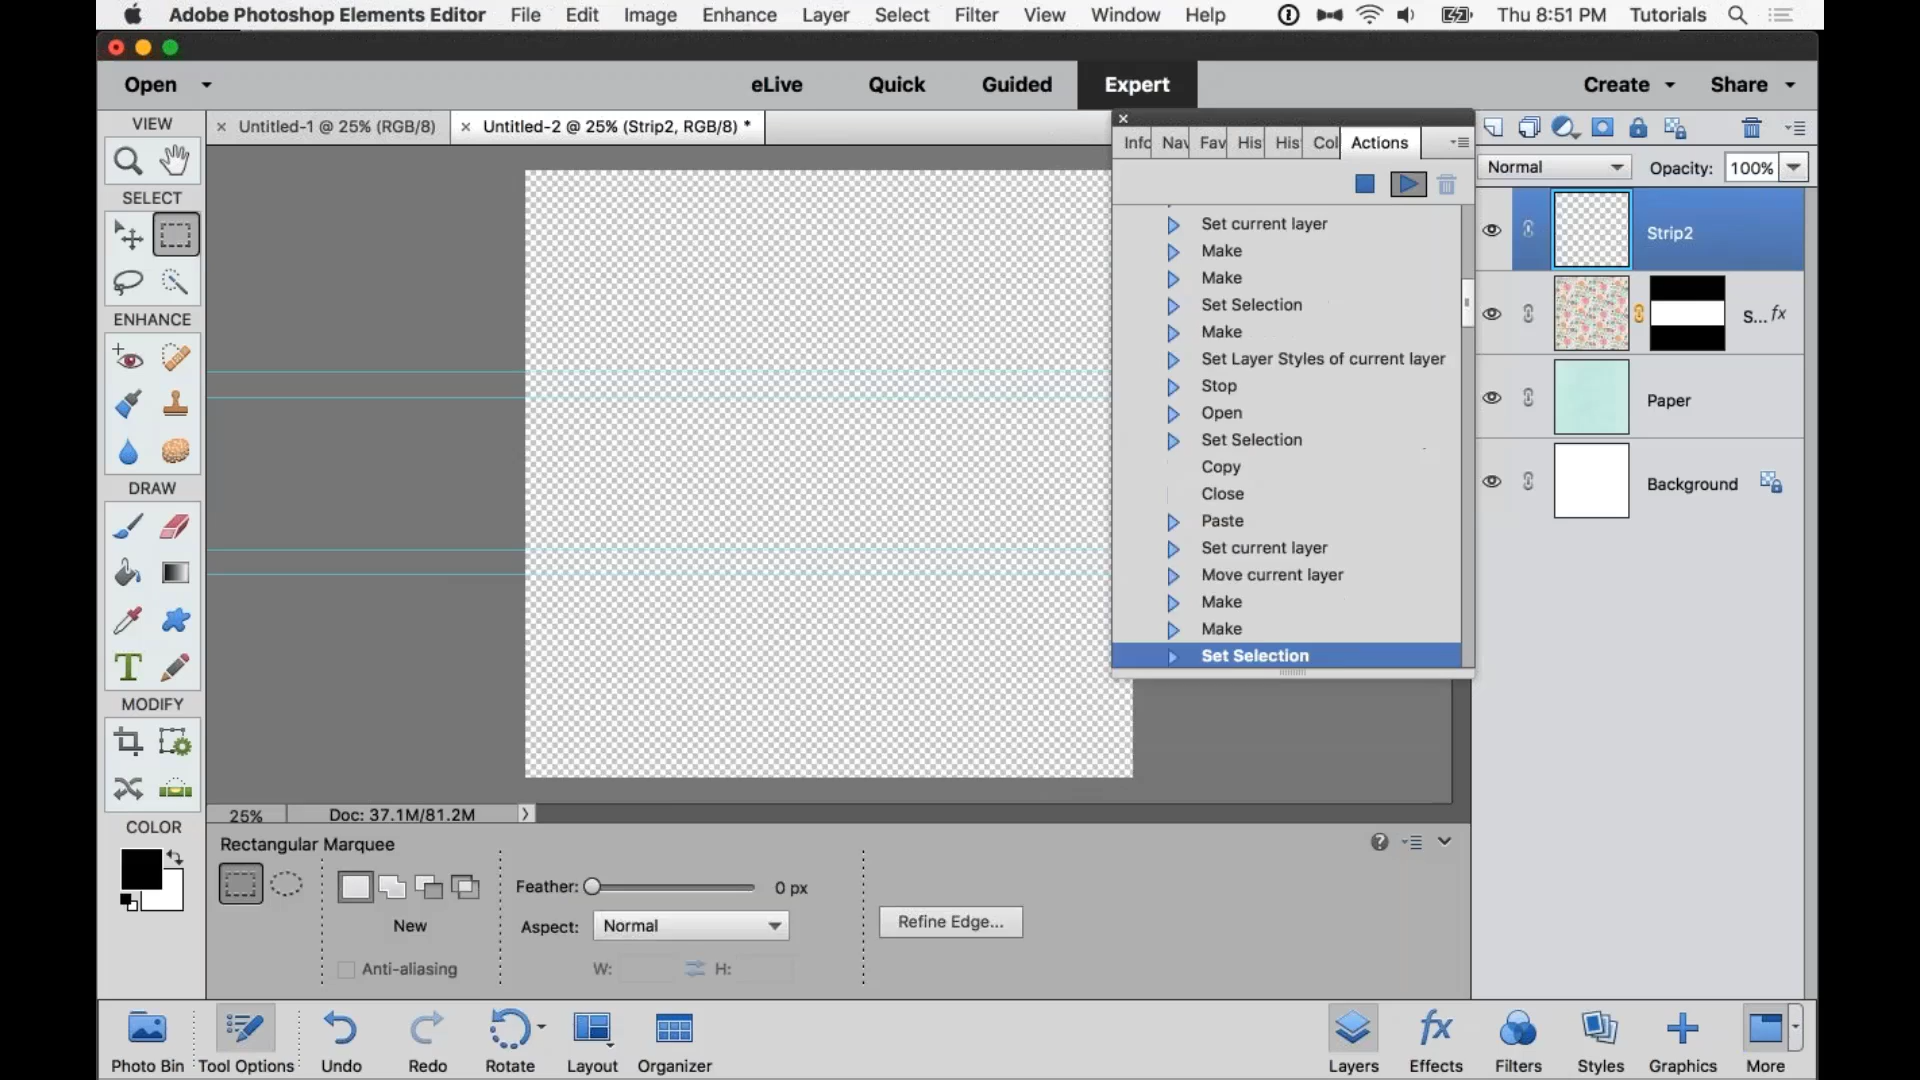 Adobe Photoshop Elements Editor File Edit Image Enhance Layer Select Filter View Window Help Thu 8:51 PM Tutorials
Open eLive Quick Guided Expert Create Share
VIEW
Untitled-1 @ 25% (RGB/8)
Untitled-2 @ 25% (Strip2, RGB/8) *
Info Nav Fav His His Col Actions
Normal Opacity: 100%
SELECT
ENHANCE
DRAW
MODIFY
COLOR
Set current layer
Make
Make
Set Selection
Make
Set Layer Styles of current layer
Stop
Open
Set Selection
Copy
Close
Paste
Set current layer
Move current layer
Make
Make
Set Selection
Strip2
S... fx
Paper
Background
25% Doc: 37.1M/81.2M
Rectangular Marquee
New
Anti-aliasing
Feather: 0 px
Aspect: Normal
W: H:
Refine Edge...
Photo Bin Tool Options Undo Redo Rotate Layout Organizer Layers Effects Filters Styles Graphics More